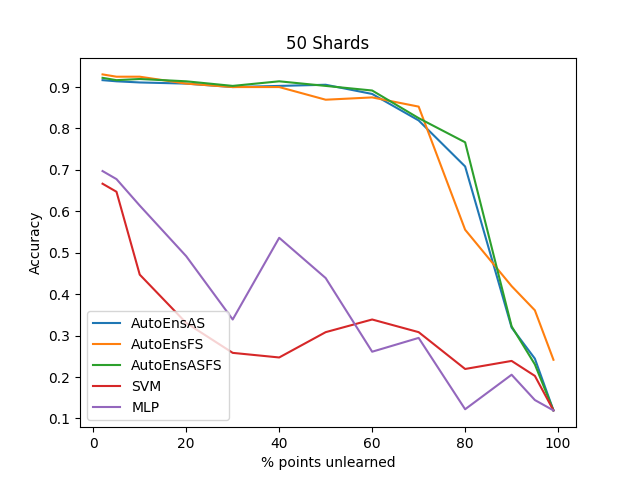 50 Shards
Accuracy
0.9
0.8
0.7
0.6
0.5
0.4
0.3
0.2
0.1
AutoEnsAS
AutoEnsFS
AutoEnsASFS
SVM
MLP
0 20 40 60 80 100
% points unlearned